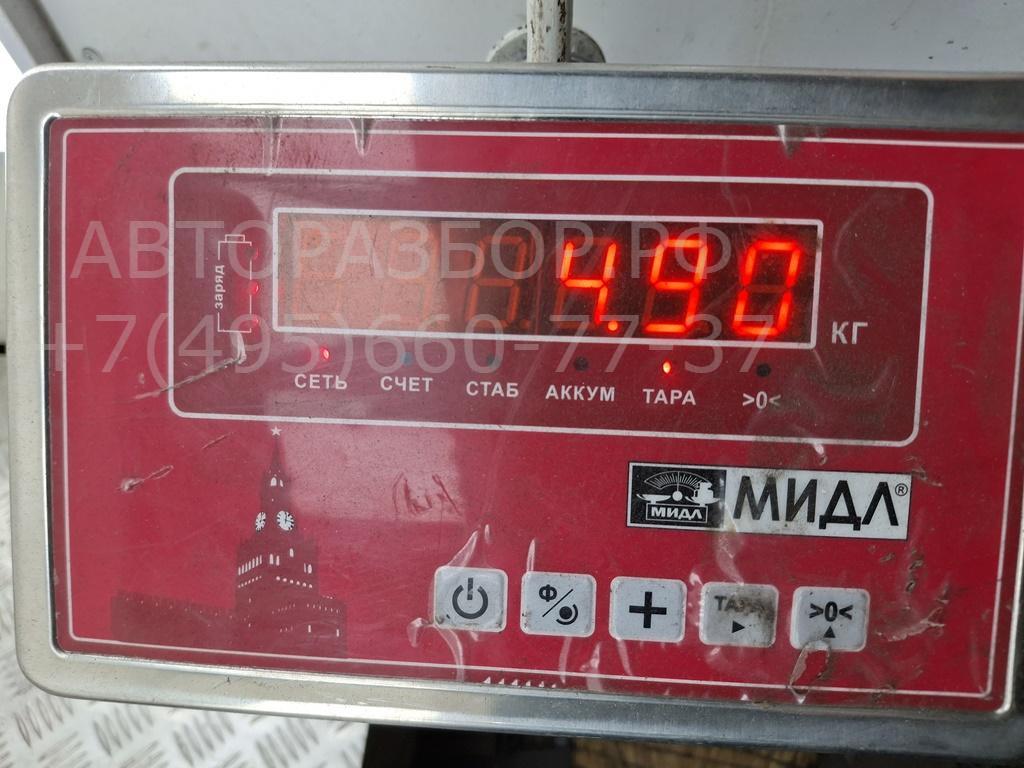 АВТОРАЗБОР.РФ
+7(495)660-77-37
заряд
4.90
КГ
СЕТЬ СЧЕТ СТАБ АККУМ ТАРА >0<
МИДЛ
МИДЛ®
Ф + ТАРА >0<